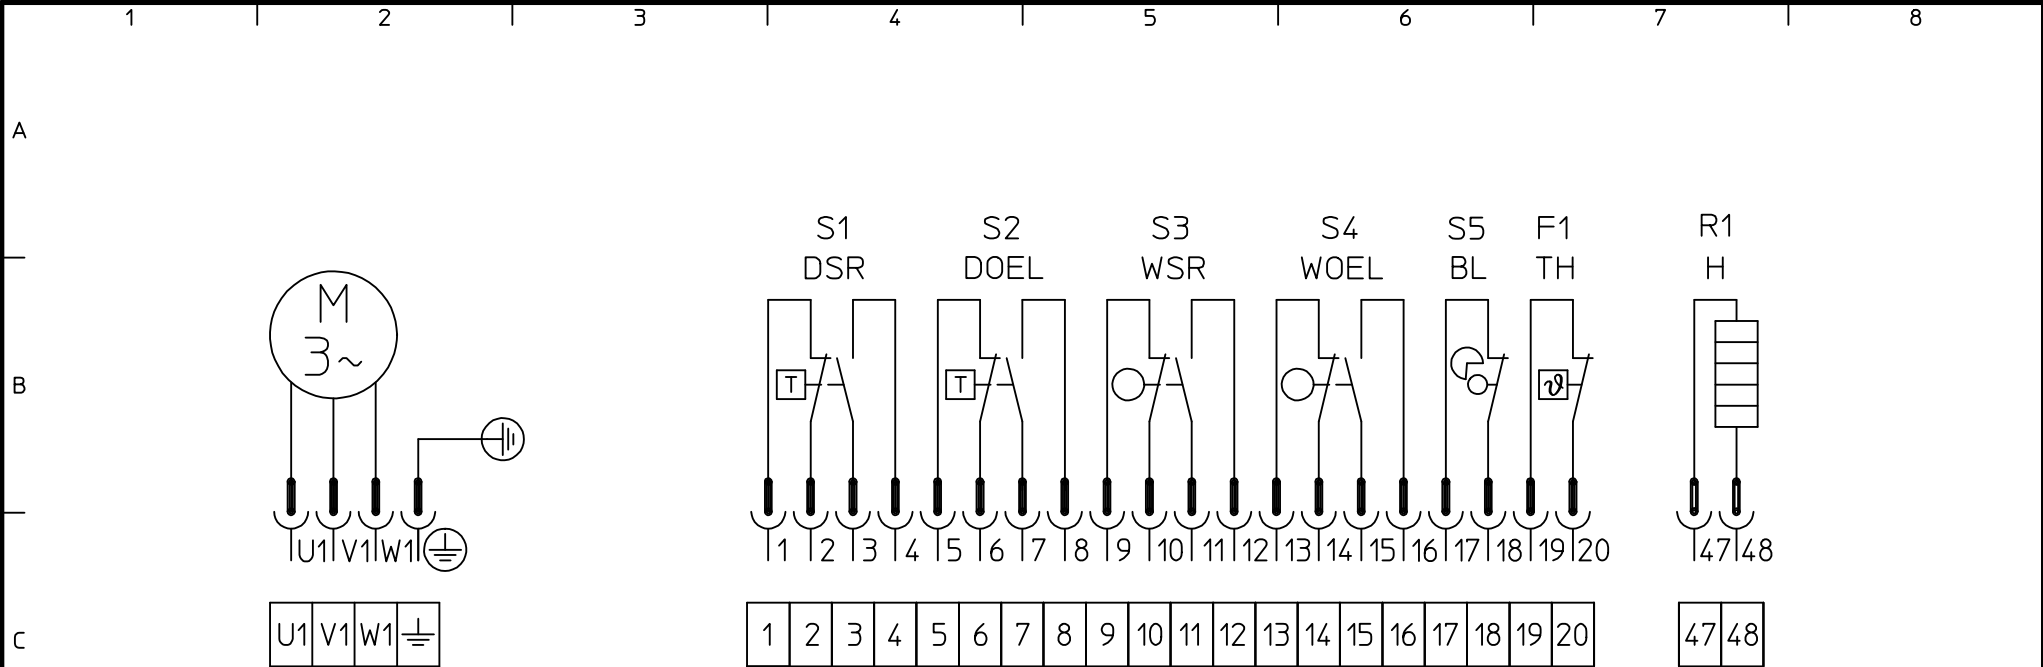 1 2 3 4 5 6 7 8
A
S1 S2 S3 S4 S5 F1 R1
DSR DOEL WSR WOEL BL TH H
M
3~
B
T T ϑ
U1 V1 W1 1 2 3 4 5 6 7 8 9 10 11 12 13 14 15 16 17 18 19 20 47 48
C
U1 V1 W1 1 2 3 4 5 6 7 8 9 10 11 12 13 14 15 16 17 18 19 20 47 48